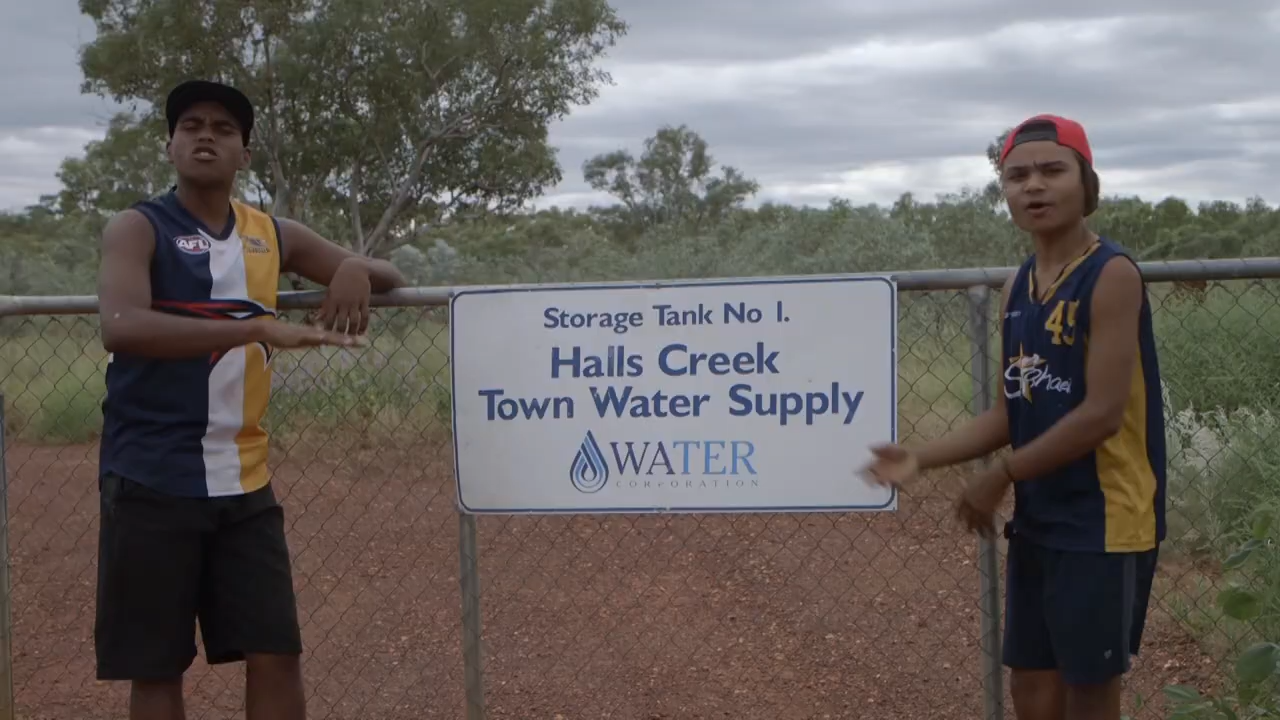 Storage Tank No 1.
Halls Creek
Town Water Supply
WATER
CORPORATION
AFL
45